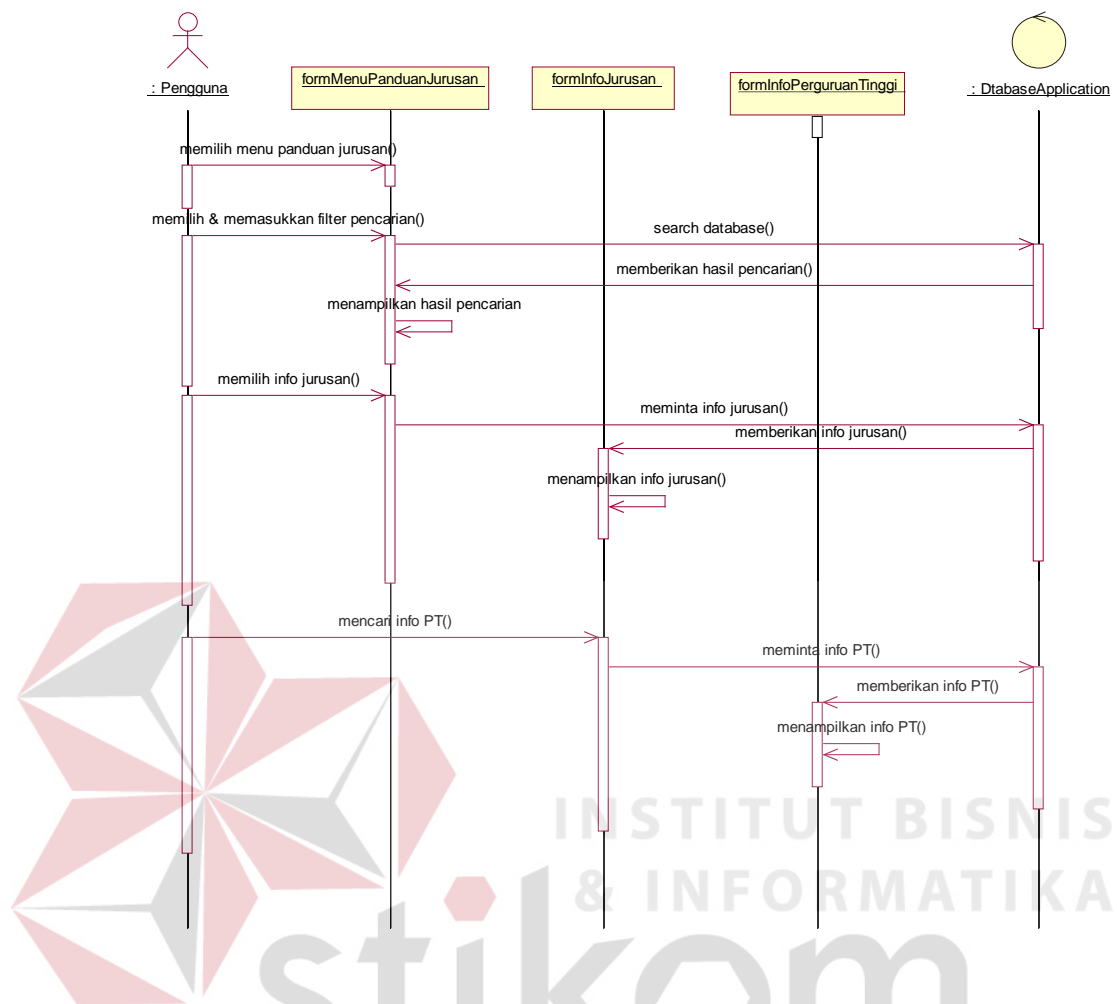 : Pengguna
formMenuPanduanJurusan
formInfoJurusan
formInfoPerguruanTinggi
: DtabaseApplication
memilih menu panduan jurusan()
memilih & memasukkan filter pencarian()
search database()
memberikan hasil pencarian()
menampilkan hasil pencarian
memilih info jurusan()
meminta info jurusan()
memberikan info jurusan()
menampilkan info jurusan()
mencari info PT()
meminta info PT()
memberikan info PT()
menampilkan info PT()
INSTITUT BISNIS
& INFORMATIKA
stikom